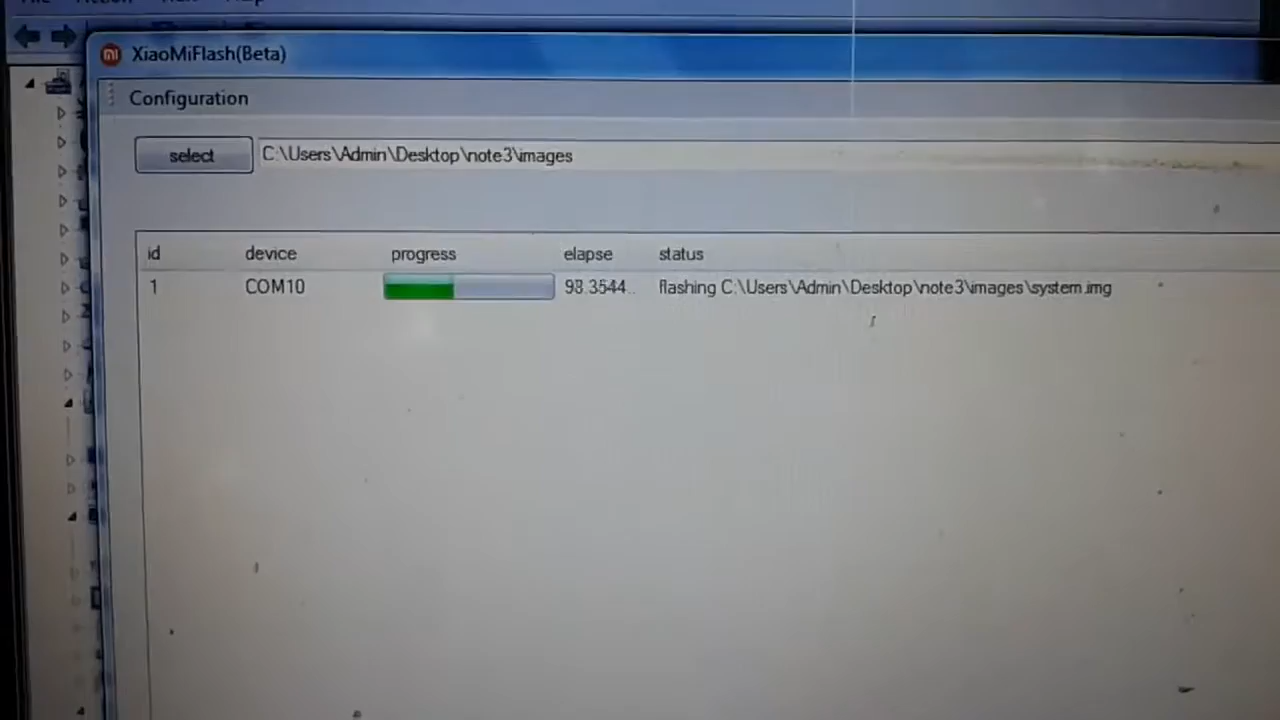 XiaoMiFlash(Beta)
Configuration
select C:\Users\Admin\Desktop\note3\images
id device progress elapse status
1 COM10 98.3544... flashing C:\Users\Admin\Desktop\note3\images\system.img